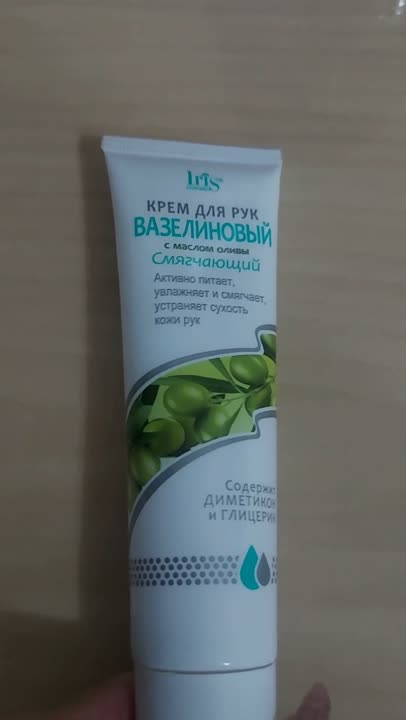 Iris
КРЕМ ДЛЯ РУК
ВАЗЕЛИНОВЫЙ
с маслом оливы
Смягчающий
Активно питает,
увлажняет и смягчает,
устраняет сухость
кожи рук
Содержит
ДИМЕТИКОН
и ГЛИЦЕРИН